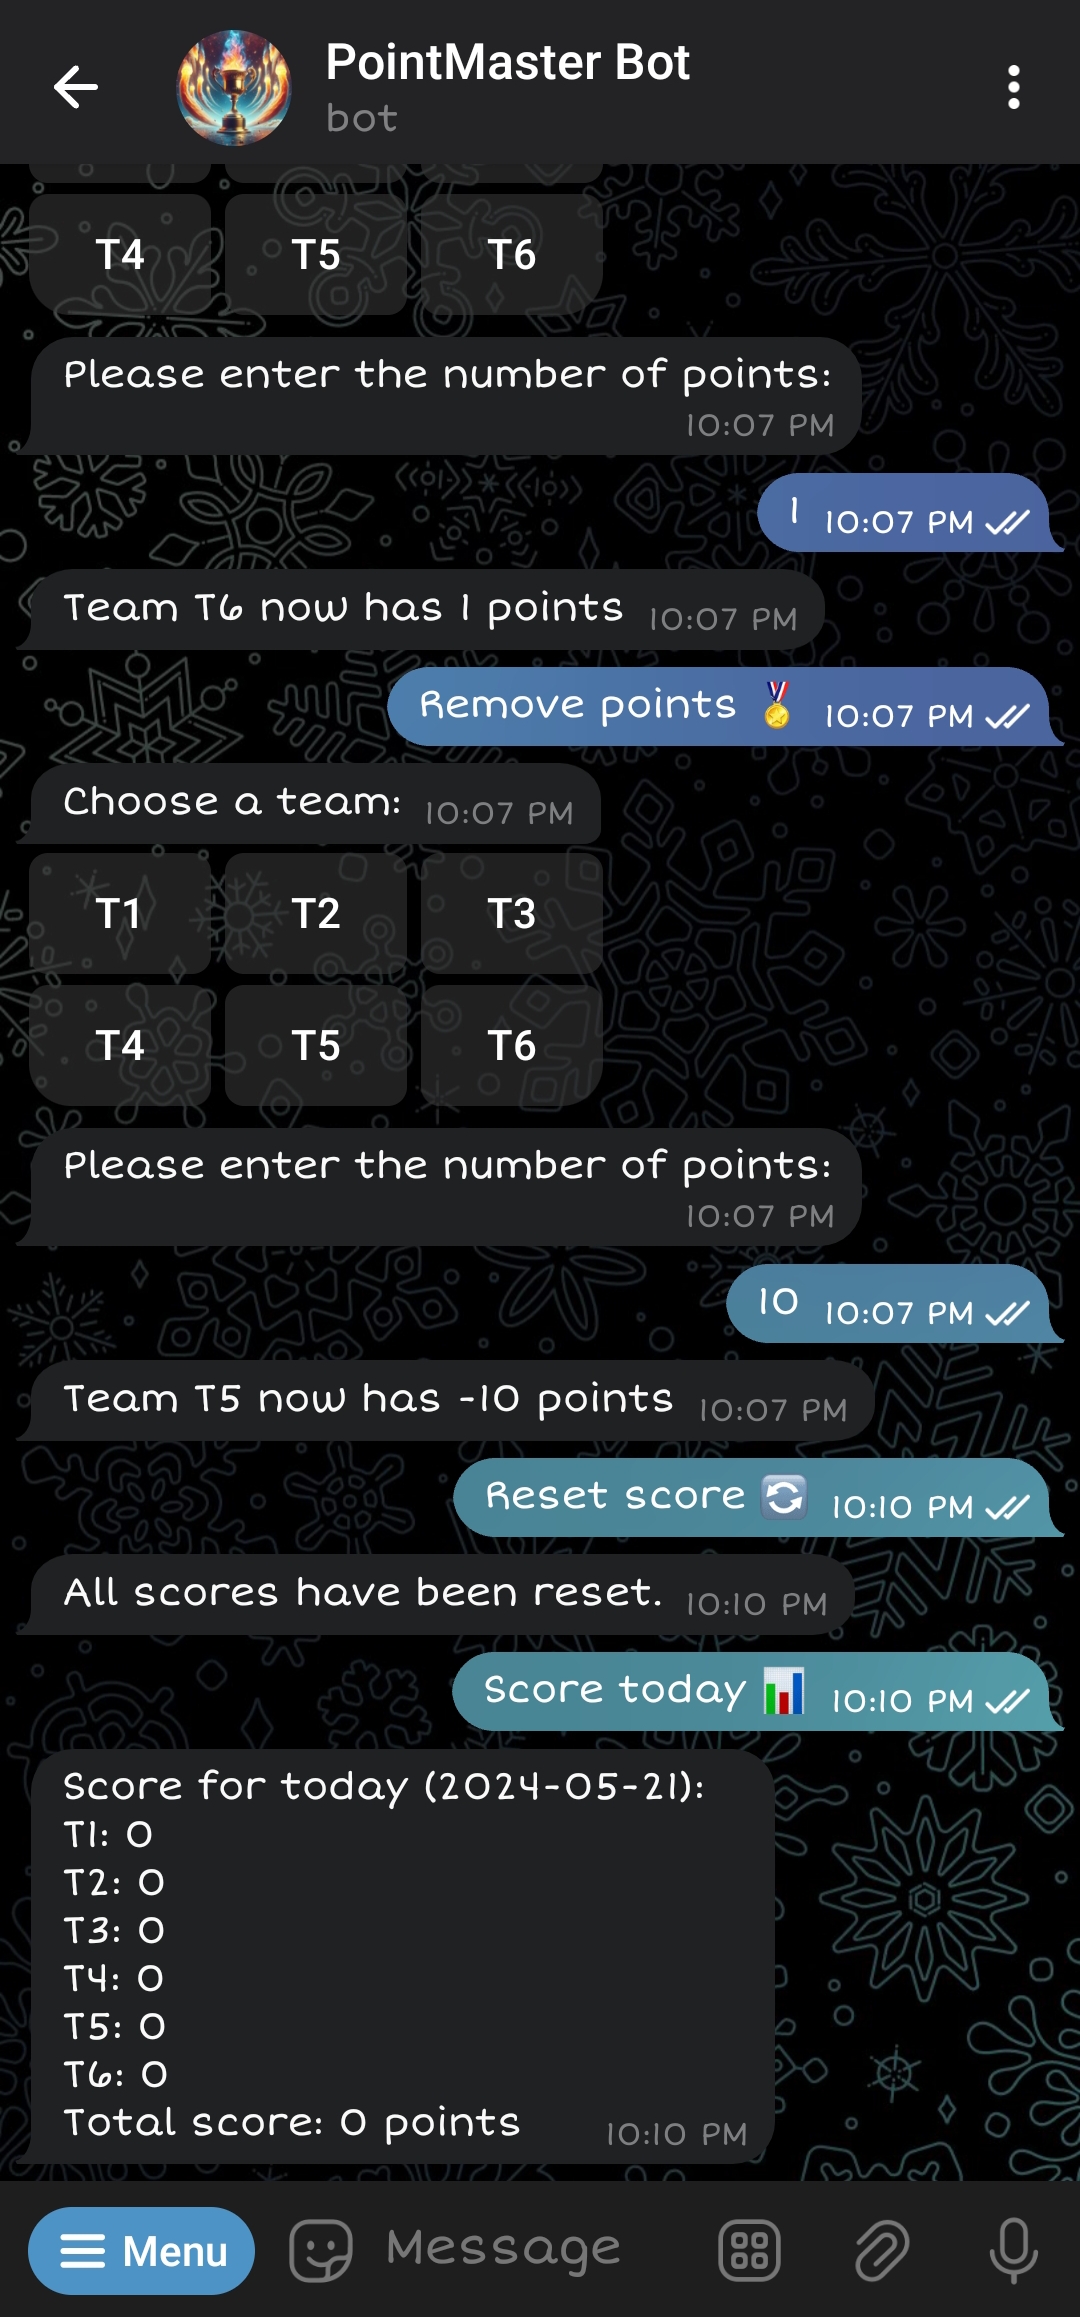 PointMaster Bot
bot
T4 T5 T6
Please enter the number of points:
10:07 PM
1 10:07 PM
Team T6 now has 1 points 10:07 PM
Remove points 🏅 10:07 PM
Choose a team: 10:07 PM
T1 T2 T3
T4 T5 T6
Please enter the number of points:
10:07 PM
10 10:07 PM
Team T5 now has -10 points 10:07 PM
Reset score 🔄 10:10 PM
All scores have been reset. 10:10 PM
Score today 📊 10:10 PM
Score for today (2024-05-21):
T1: 0
T2: 0
T3: 0
T4: 0
T5: 0
T6: 0
Total score: 0 points 10:10 PM
Menu Message